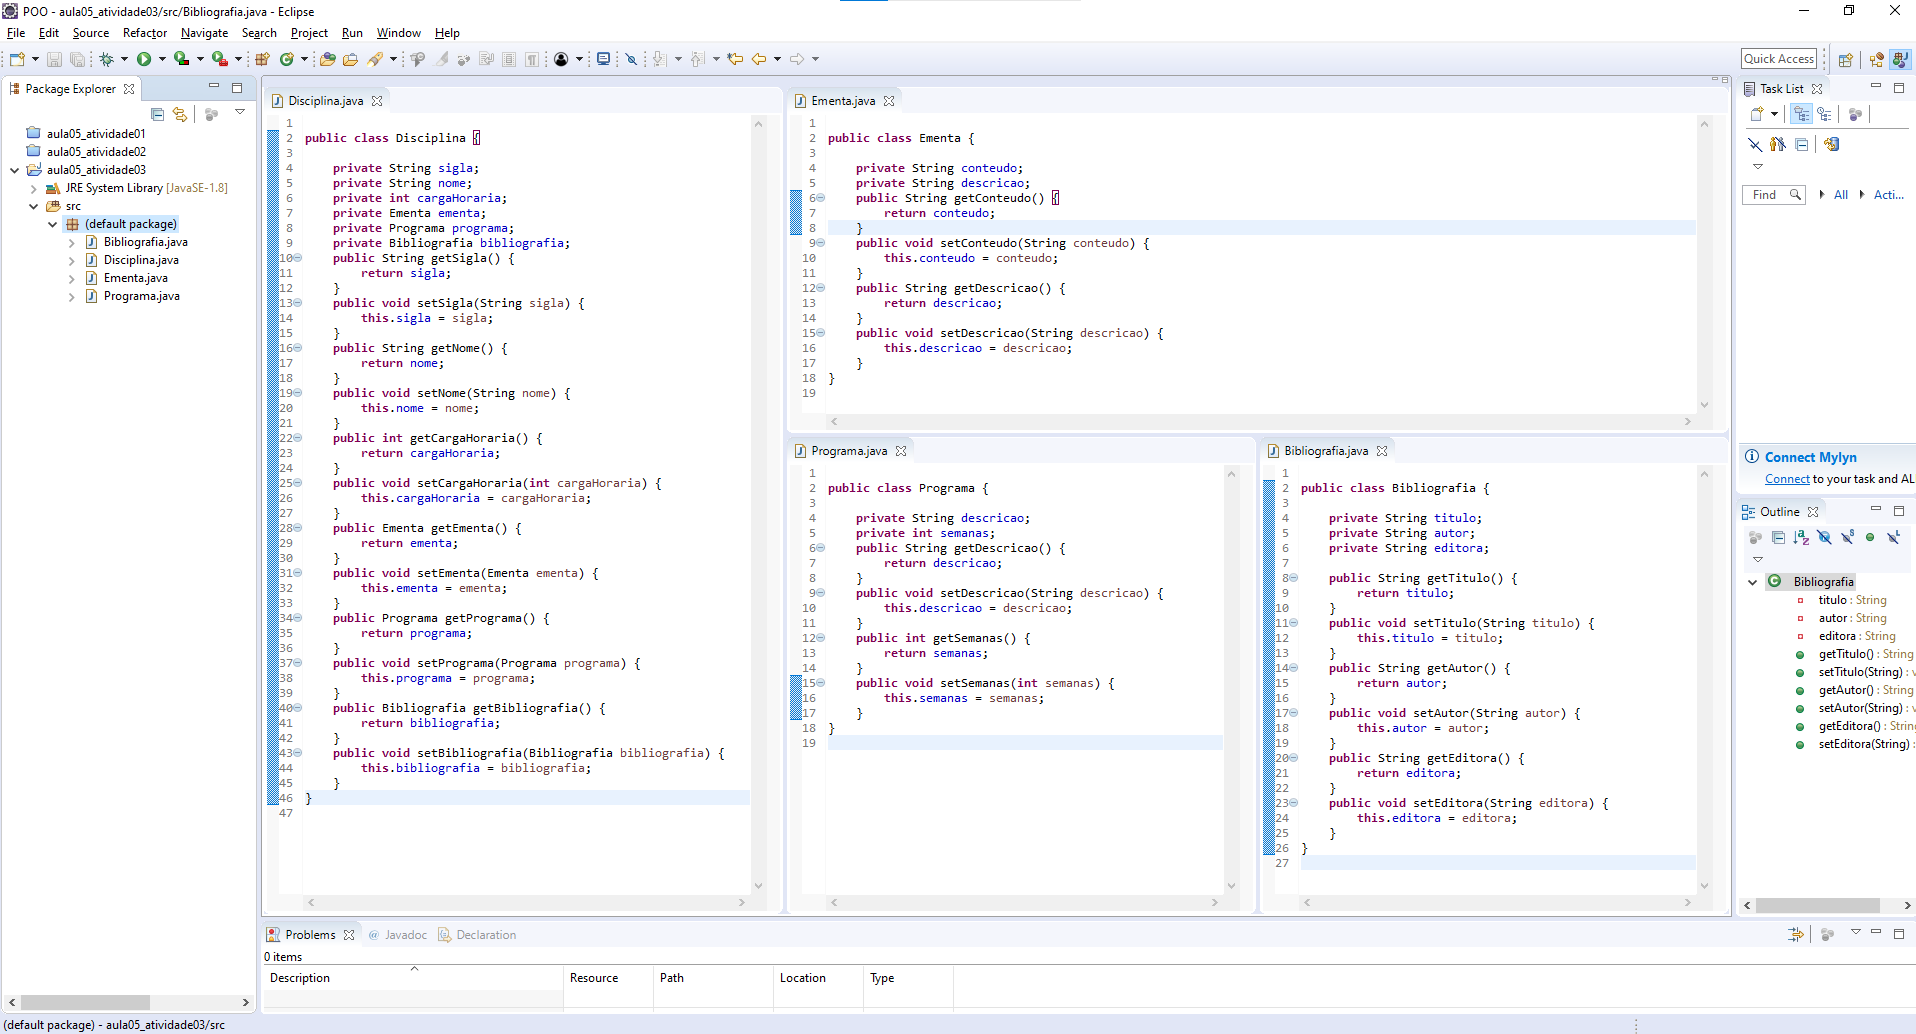 POO - aula05_atividade03/src/Bibliografia.java - Eclipse
File Edit Source Refactor Navigate Search Project Run Window Help
Quick Access
Package Explorer
aula05_atividade01
aula05_atividade02
aula05_atividade03
JRE System Library [JavaSE-1.8]
src
(default package)
Bibliografia.java
Disciplina.java
Ementa.java
Programa.java
Disciplina.java
1
2 public class Disciplina {
3
4 private String sigla;
5 private String nome;
6 private int cargaHoraria;
7 private Ementa ementa;
8 private Programa programa;
9 private Bibliografia bibliografia;
10 public String getSigla() {
11 return sigla;
12 }
13 public void setSigla(String sigla) {
14 this.sigla = sigla;
15 }
16 public String getNome() {
17 return nome;
18 }
19 public void setNome(String nome) {
20 this.nome = nome;
21 }
22 public int getCargaHoraria() {
23 return cargaHoraria;
24 }
25 public void setCargaHoraria(int cargaHoraria) {
26 this.cargaHoraria = cargaHoraria;
27 }
28 public Ementa getEmenta() {
29 return ementa;
30 }
31 public void setEmenta(Ementa ementa) {
32 this.ementa = ementa;
33 }
34 public Programa getPrograma() {
35 return programa;
36 }
37 public void setPrograma(Programa programa) {
38 this.programa = programa;
39 }
40 public Bibliografia getBibliografia() {
41 return bibliografia;
42 }
43 public void setBibliografia(Bibliografia bibliografia) {
44 this.bibliografia = bibliografia;
45 }
46 }
47
Ementa.java
1
2 public class Ementa {
3
4 private String conteudo;
5 private String descricao;
6 public String getConteudo() {
7 return conteudo;
8 }
9 public void setConteudo(String conteudo) {
10 this.conteudo = conteudo;
11 }
12 public String getDescricao() {
13 return descricao;
14 }
15 public void setDescricao(String descricao) {
16 this.descricao = descricao;
17 }
18 }
19
Programa.java
1
2 public class Programa {
3
4 private String descricao;
5 private int semanas;
6 public String getDescricao() {
7 return descricao;
8 }
9 public void setDescricao(String descricao) {
10 this.descricao = descricao;
11 }
12 public int getSemanas() {
13 return semanas;
14 }
15 public void setSemanas(int semanas) {
16 this.semanas = semanas;
17 }
18 }
19
Bibliografia.java
1
2 public class Bibliografia {
3
4 private String titulo;
5 private String autor;
6 private String editora;
7
8 public String getTitulo() {
9 return titulo;
10 }
11 public void setTitulo(String titulo) {
12 this.titulo = titulo;
13 }
14 public String getAutor() {
15 return autor;
16 }
17 public void setAutor(String autor) {
18 this.autor = autor;
19 }
20 public String getEditora() {
21 return editora;
22 }
23 public void setEditora(String editora) {
24 this.editora = editora;
25 }
26 }
27
Task List
Find All Acti...
Connect Mylyn
Connect to your task and AL
Outline
Bibliografia
titulo : String
autor : String
editora : String
getTitulo() : String
setTitulo(String) : v
getAutor() : String
setAutor(String) : v
getEditora() : String
setEditora(String) :
Problems @ Javadoc Declaration
0 items
Description Resource Path Location Type
(default package) - aula05_atividade03/src